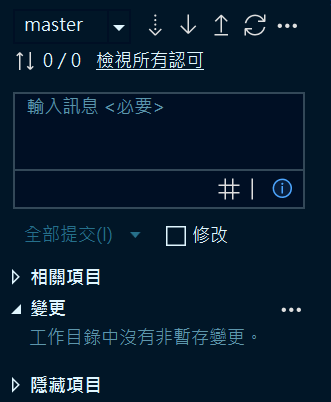 master
0 / 0 檢視所有認可
輸入訊息 <必要>
全部提交(I) 修改
相關項目
變更
工作目錄中沒有非暫存變更。
隱藏項目